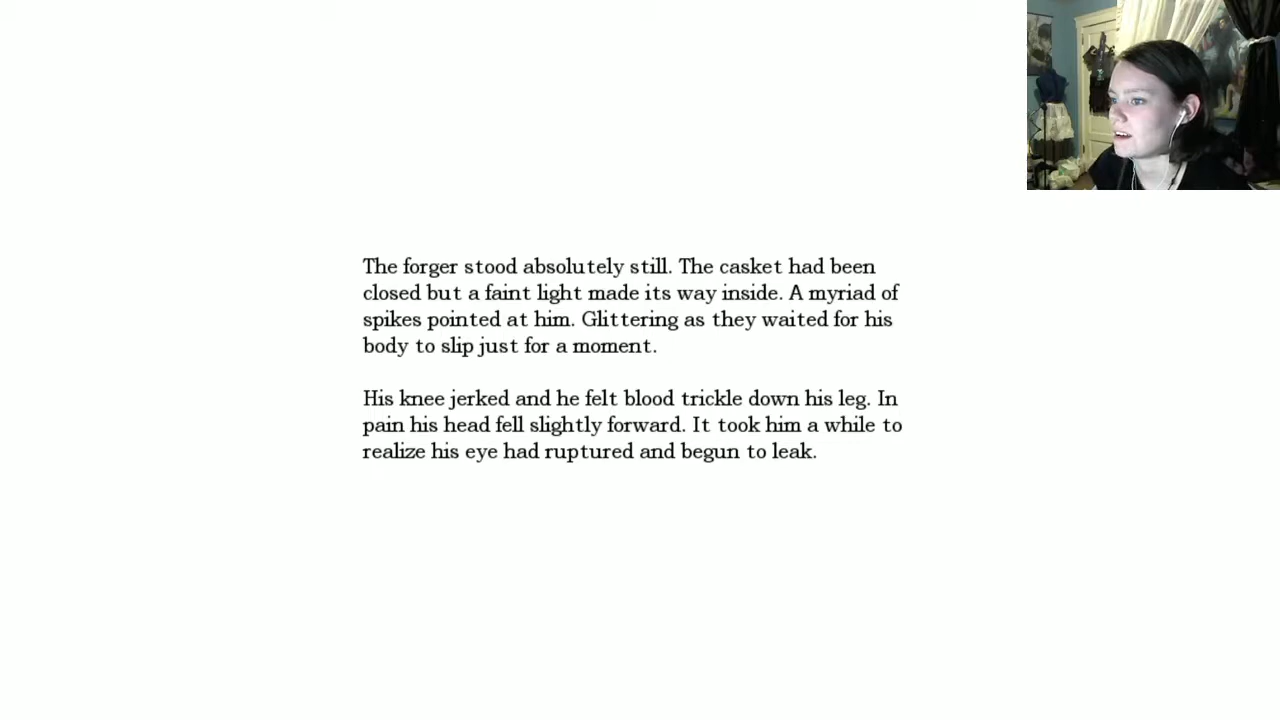 The forger stood absolutely still. The casket had been
closed but a faint light made its way inside. A myriad of
spikes pointed at him. Glittering as they waited for his
body to slip just for a moment.
His knee jerked and he felt blood trickle down his leg. In
pain his head fell slightly forward. It took him a while to
realize his eye had ruptured and begun to leak.